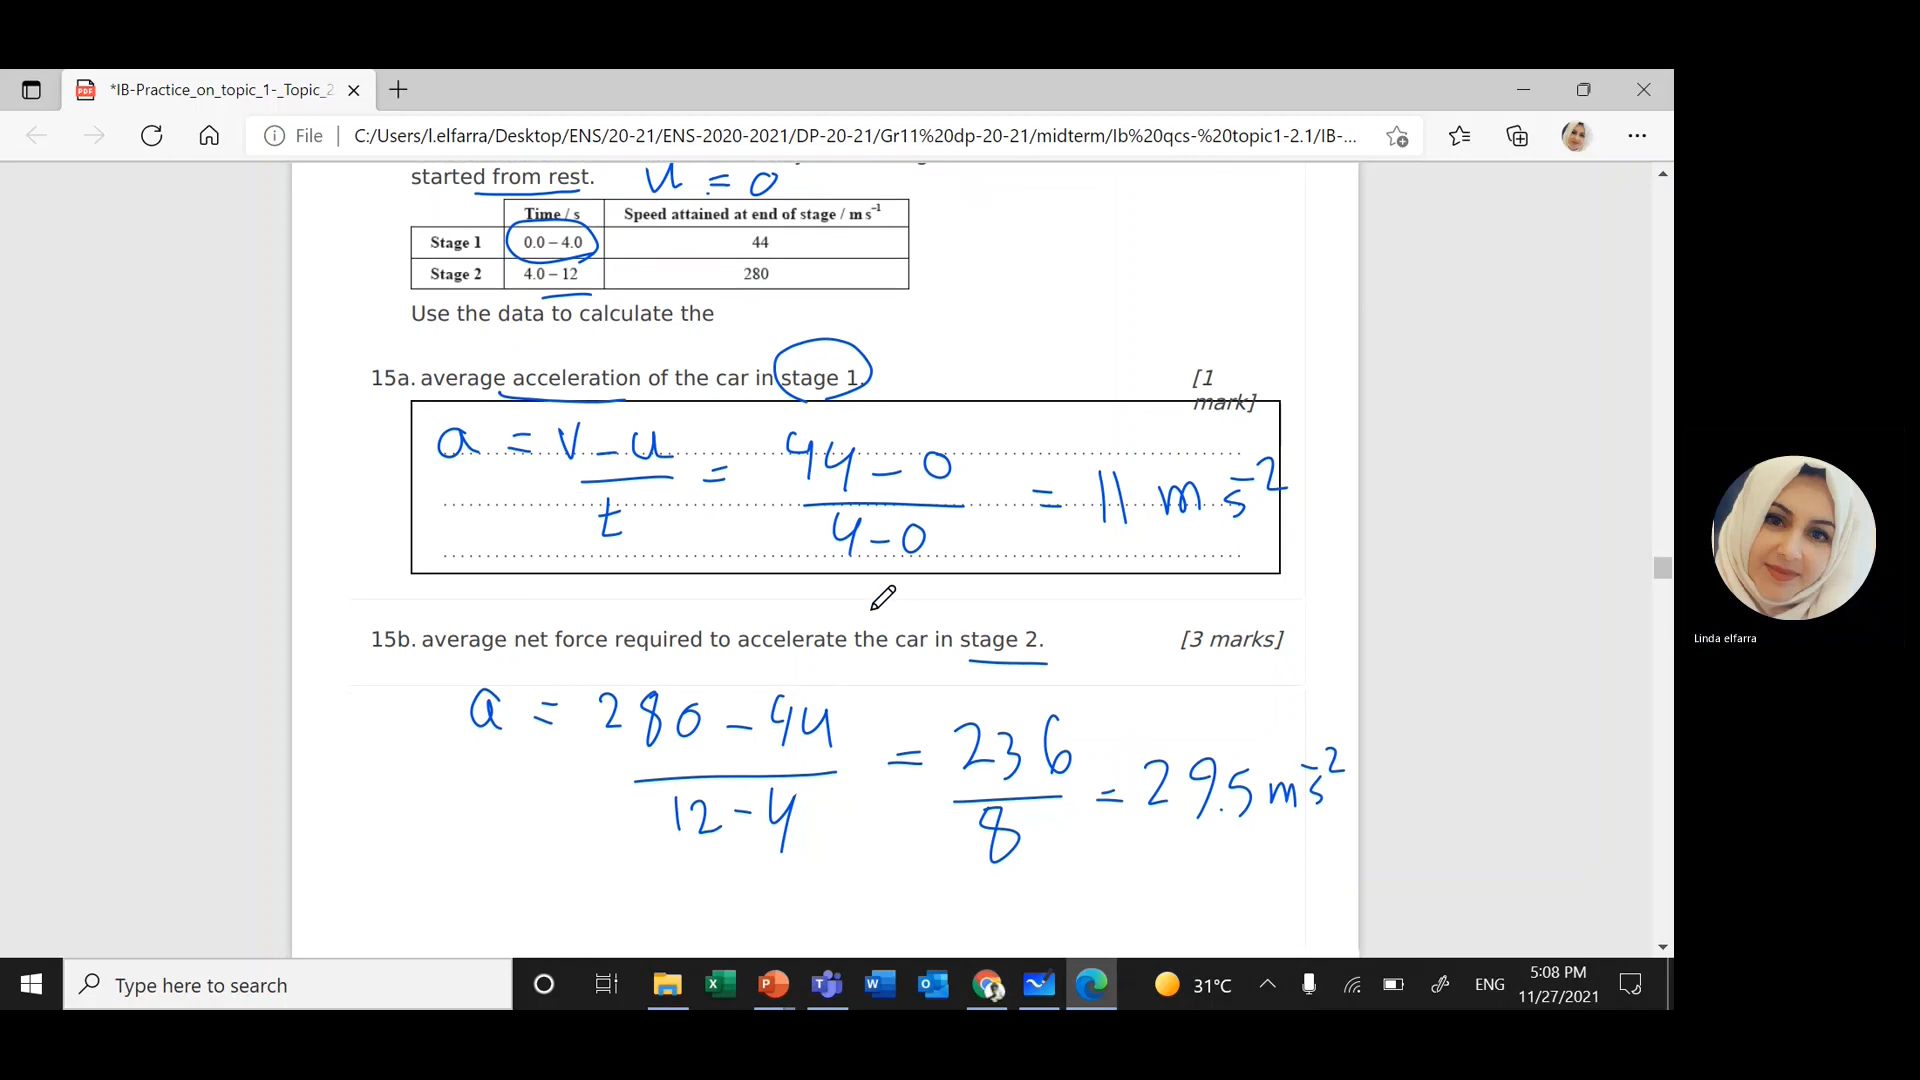 *IB-Practice_on_topic_1-_Topic_2
File | C:/Users/l.elfarra/Desktop/ENS/20-21/ENS-2020-2021/DP-20-21/Gr11%20dp-20-21/midterm/Ib%20qcs-%20topic1-2.1/IB-...
started from rest. u = 0
Time / s Speed attained at end of stage / m s⁻¹
Stage 1 0.0 – 4.0 44
Stage 2 4.0 – 12 280
Use the data to calculate the
15a. average acceleration of the car in stage 1. [1 mark]
a = v - u / t = 44 - 0 / 4 - 0 = 11 m s⁻²
15b. average net force required to accelerate the car in stage 2. [3 marks]
a = 280 - 44 / 12 - 4 = 236 / 8 = 29.5 m s⁻²
Linda elfarra
Type here to search
31°C
ENG
5:08 PM
11/27/2021